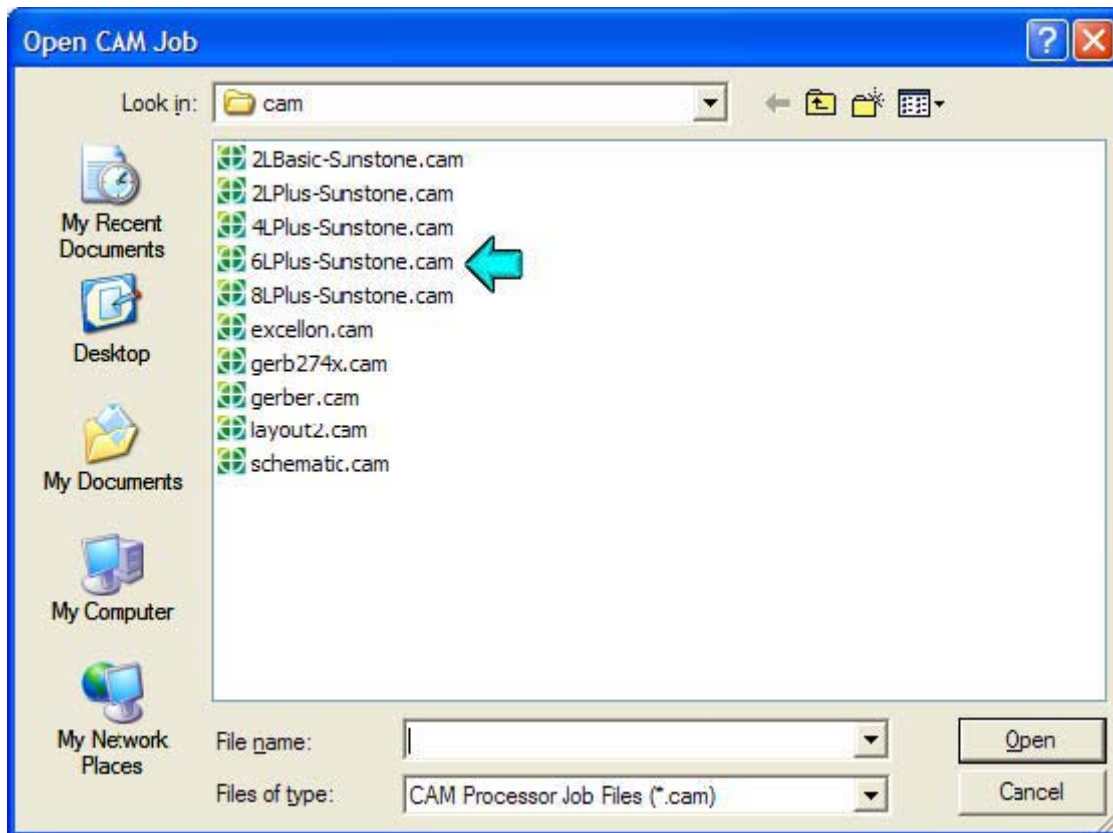 Open CAM Job
Look in:
cam
My Recent
Documents
Desktop
My Documents
My Computer
My Network
Places
2LBasic-Sunstone.cam
2LPlus-Sunstone.cam
4LPlus-Sunstone.cam
6LPlus-Sunstone.cam
8LPlus-Sunstone.cam
excellon.cam
gerb274x.cam
gerber.cam
layout2.cam
schematic.cam
File name:
Open
Files of type:
CAM Processor Job Files (*.cam)
Cancel